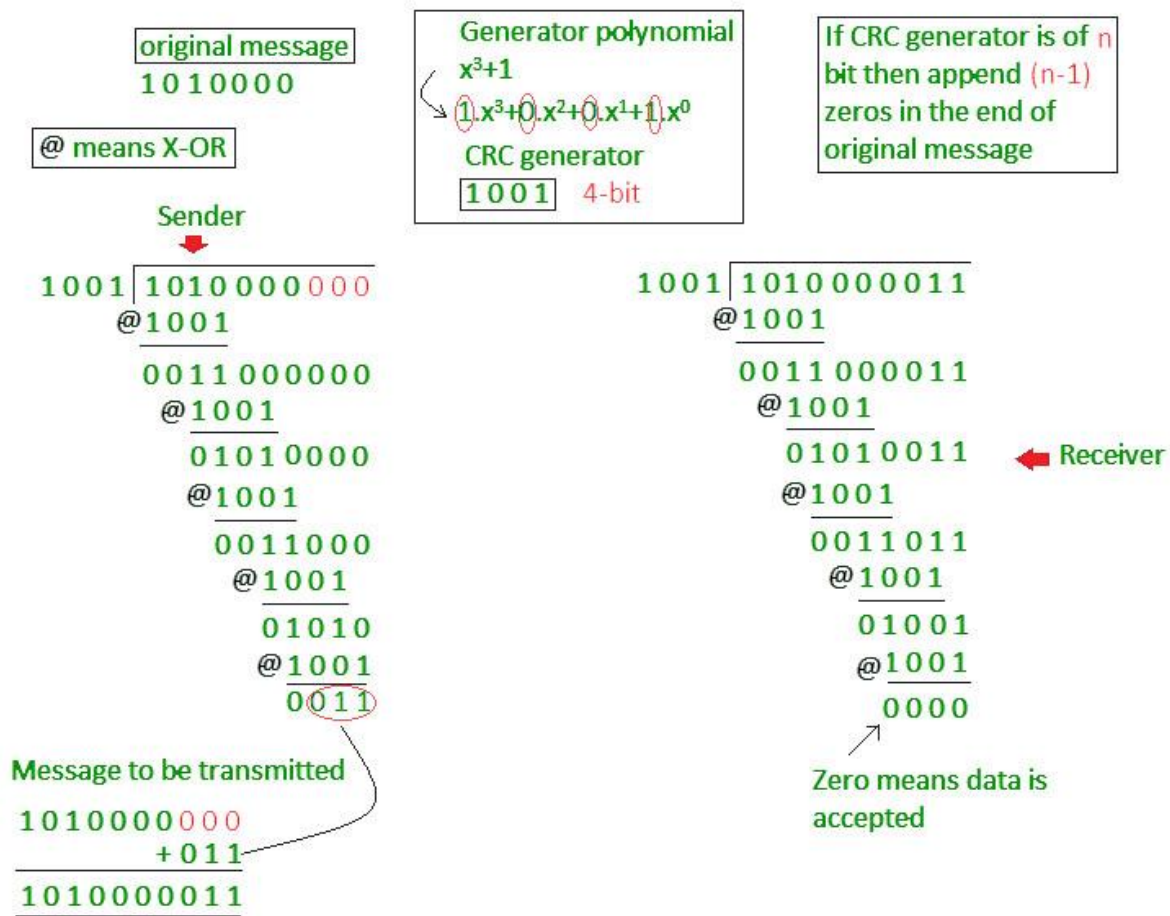 original message
1010000
@ means X-OR
Generator polynomial
x³+1
1.x³+0.x²+0.x¹+1.x⁰
CRC generator
1001 4-bit
If CRC generator is of n
bit then append (n-1)
zeros in the end of
original message
Sender
1001 1010000000
@1001
0011000000
@1001
01010000
@1001
0011000
@1001
01010
@1001
0011
Message to be transmitted
1010000000
+011
1010000011
1001 1010000011
@1001
0011000011
@1001
01010011
@1001
0011011
@1001
01001
@1001
0000
Receiver
Zero means data is
accepted